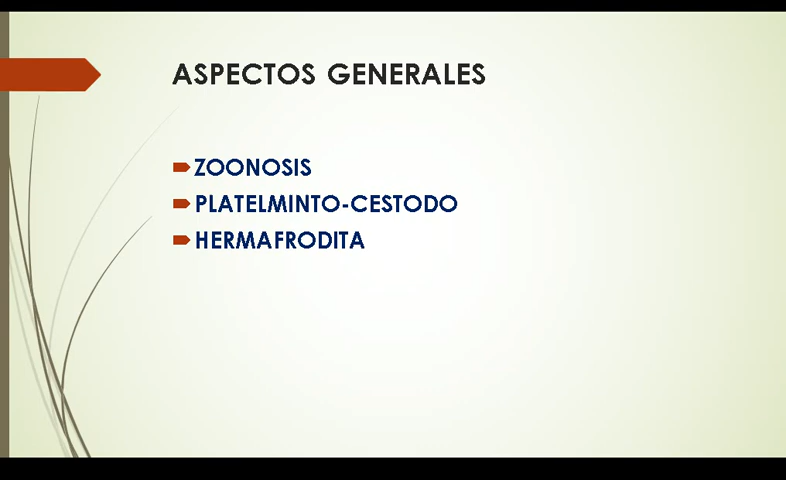 ASPECTOS GENERALES
ZOONOSIS
PLATELMINTO-CESTODO
HERMAFRODITA